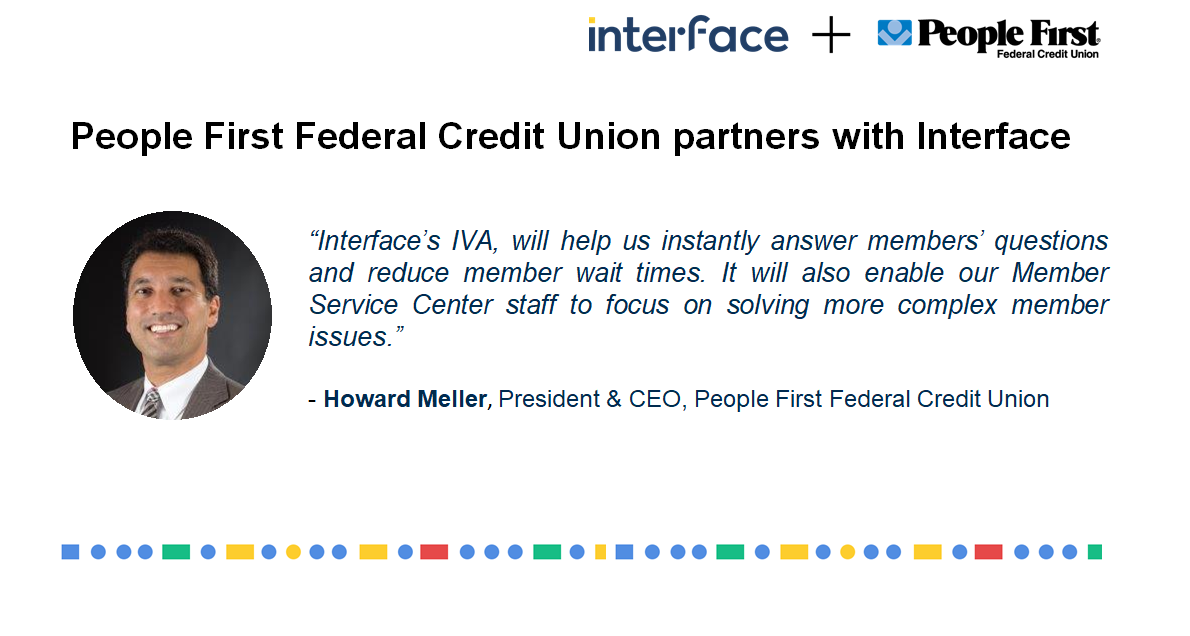 interface + People First®
Federal Credit Union
People First Federal Credit Union partners with Interface
“Interface’s IVA, will help us instantly answer members’ questions
and reduce member wait times. It will also enable our Member
Service Center staff to focus on solving more complex member
issues.”
- Howard Meller, President & CEO, People First Federal Credit Union